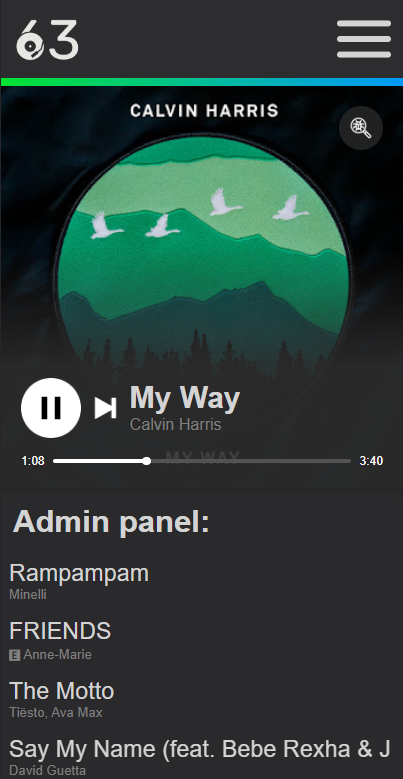 63
CALVIN HARRIS
My Way
Calvin Harris
MY WAY
1:08
3:40
Admin panel:
Rampampam
Minelli
FRIENDS
E Anne-Marie
The Motto
Tiësto, Ava Max
Say My Name (feat. Bebe Rexha & J
David Guetta